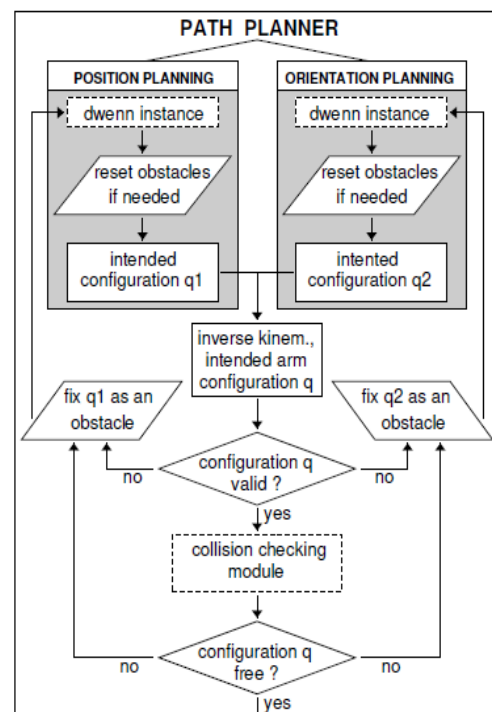 PATH PLANNER
POSITION PLANNING
ORIENTATION PLANNING
dwenn instance
dwenn instance
reset obstacles
if needed
reset obstacles
if needed
intended
configuration q1
intented
configuration q2
inverse kinem.,
intended arm
configuration q
fix q1 as an
obstacle
fix q2 as an
obstacle
configuration q
valid ?
no
no
yes
collision checking
module
configuration q
free ?
no
no
yes